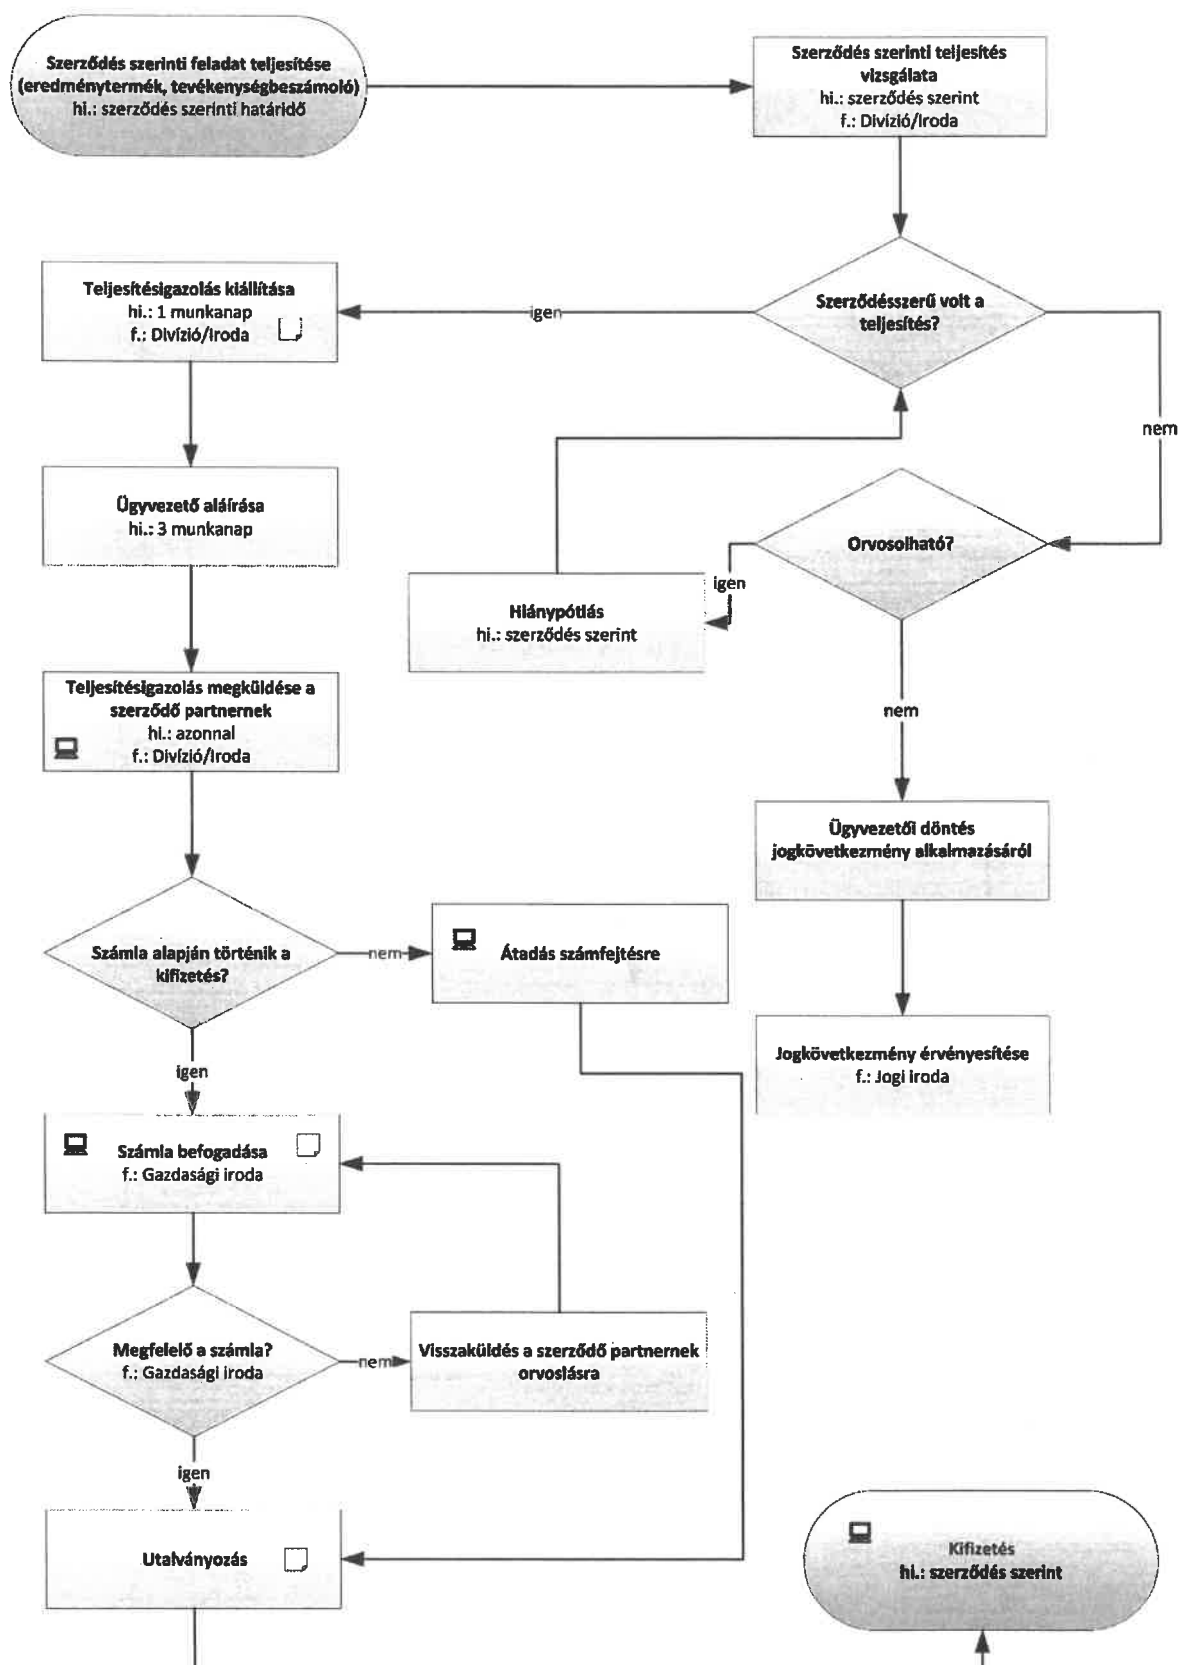 Szerződés szerinti feladat teljesítése
(eredménytermék, tevékenységbeszámoló)
hi.: szerződés szerinti határidő
Szerződés szerinti teljesítés
vizsgálata
hi.: szerződés szerint
f.: Divízió/Iroda
Szerződésszerű volt a
teljesítés?
igen
nem
Teljesítésigazolás kiállítása
hi.: 1 munkanap
f.: Divízió/Iroda
Ügyvezető aláírása
hi.: 3 munkanap
Orvosolható?
igen
Hiánypótlás
hi.: szerződés szerint
nem
Teljesítésigazolás megküldése a
szerződő partnernek
hi.: azonnal
f.: Divízió/Iroda
Ügyvezetői döntés
jogkövetkezmény alkalmazásáról
Számla alapján történik a
kifizetés?
nem
Átadás számfejtésre
igen
Jogkövetkezmény érvényesítése
f.: Jogi iroda
Számla befogadása
f.: Gazdasági iroda
Megfelelő a számla?
f.: Gazdasági iroda
nem
Visszaküldés a szerződő partnernek
orvoslásra
igen
Utalványozás
Kifizetés
hi.: szerződés szerint